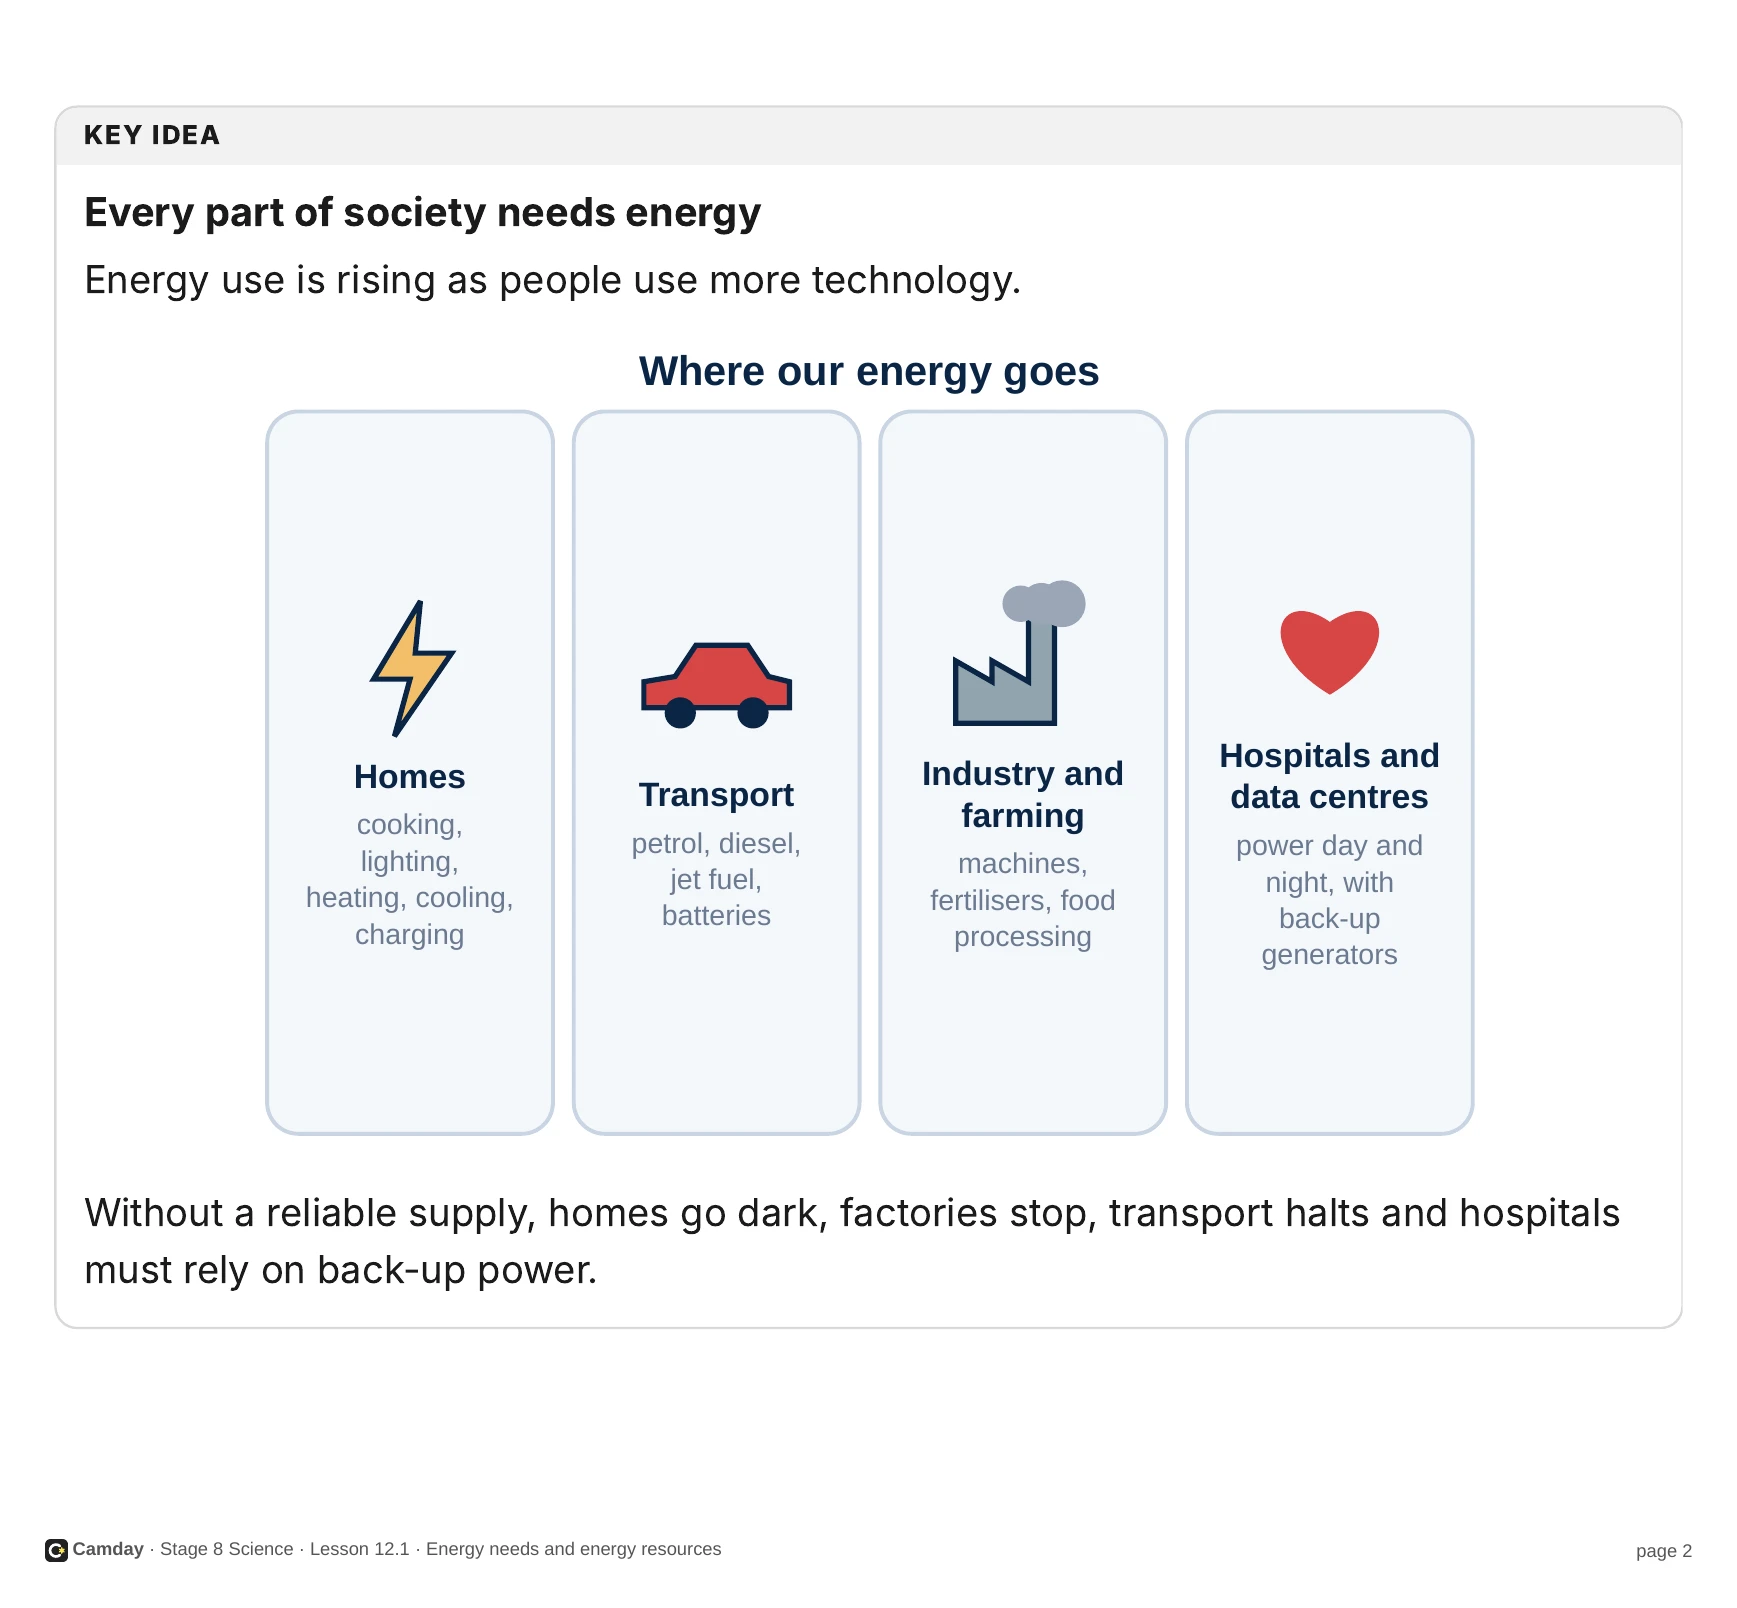 KEY IDEA
Every part of society needs energy
Energy use is rising as people use more technology.
Where our energy goes
Homes
cooking,
lighting,
heating, cooling,
charging
Transport
petrol, diesel,
jet fuel,
batteries
Industry and
farming
machines,
fertilisers, food
processing
Hospitals and
data centres
power day and
night, with
back-up
generators
Without a reliable supply, homes go dark, factories stop, transport halts and hospitals
must rely on back-up power.
Camday · Stage 8 Science · Lesson 12.1 · Energy needs and energy resources
page 2